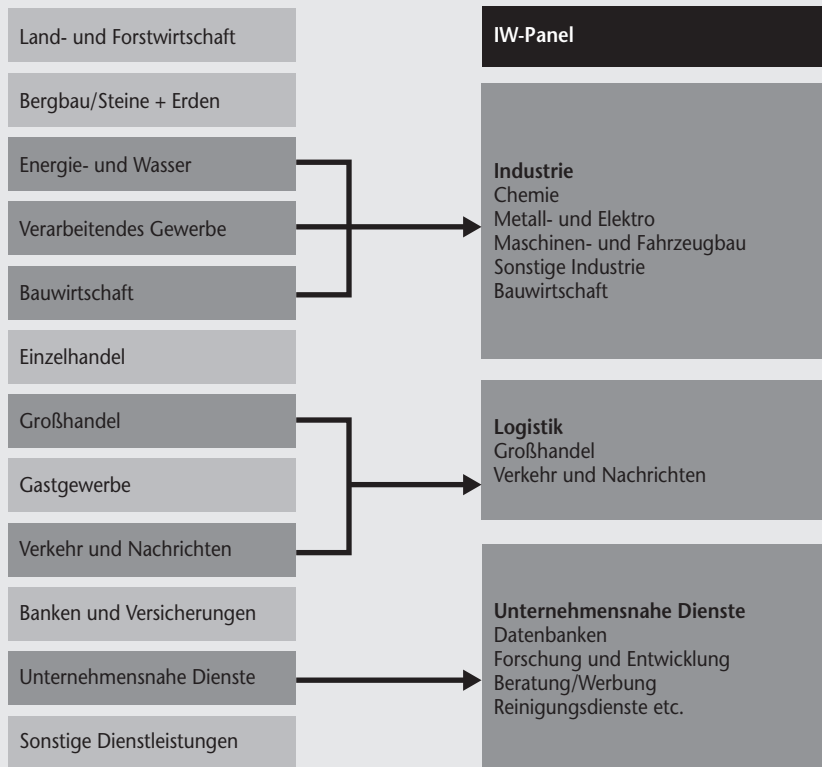 Land- und Forstwirtschaft
Bergbau/Steine + Erden
Energie- und Wasser
Verarbeitendes Gewerbe
Bauwirtschaft
Einzelhandel
Großhandel
Gastgewerbe
Verkehr und Nachrichten
Banken und Versicherungen
Unternehmensnahe Dienste
Sonstige Dienstleistungen
IW-Panel
Industrie
Chemie
Metall- und Elektro
Maschinen- und Fahrzeugbau
Sonstige Industrie
Bauwirtschaft
Logistik
Großhandel
Verkehr und Nachrichten
Unternehmensnahe Dienste
Datenbanken
Forschung und Entwicklung
Beratung/Werbung
Reinigungsdienste etc.